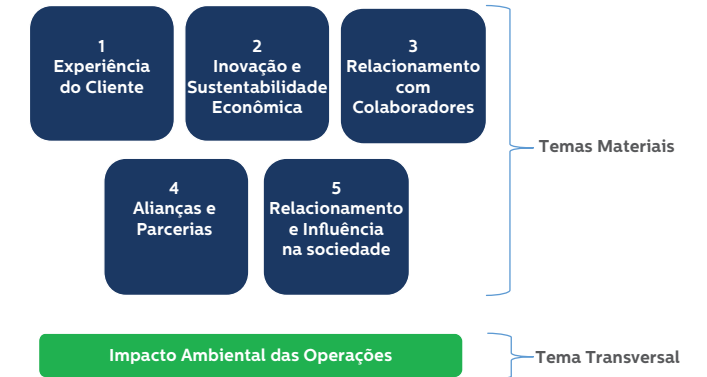 1
Experiência
do Cliente
2
Inovação e
Sustentabilidade
Econômica
3
Relacionamento
com
Colaboradores
Temas Materiais
4
Alianças e
Parcerias
5
Relacionamento
e Influência
na sociedade
Impacto Ambiental das Operações
Tema Transversal